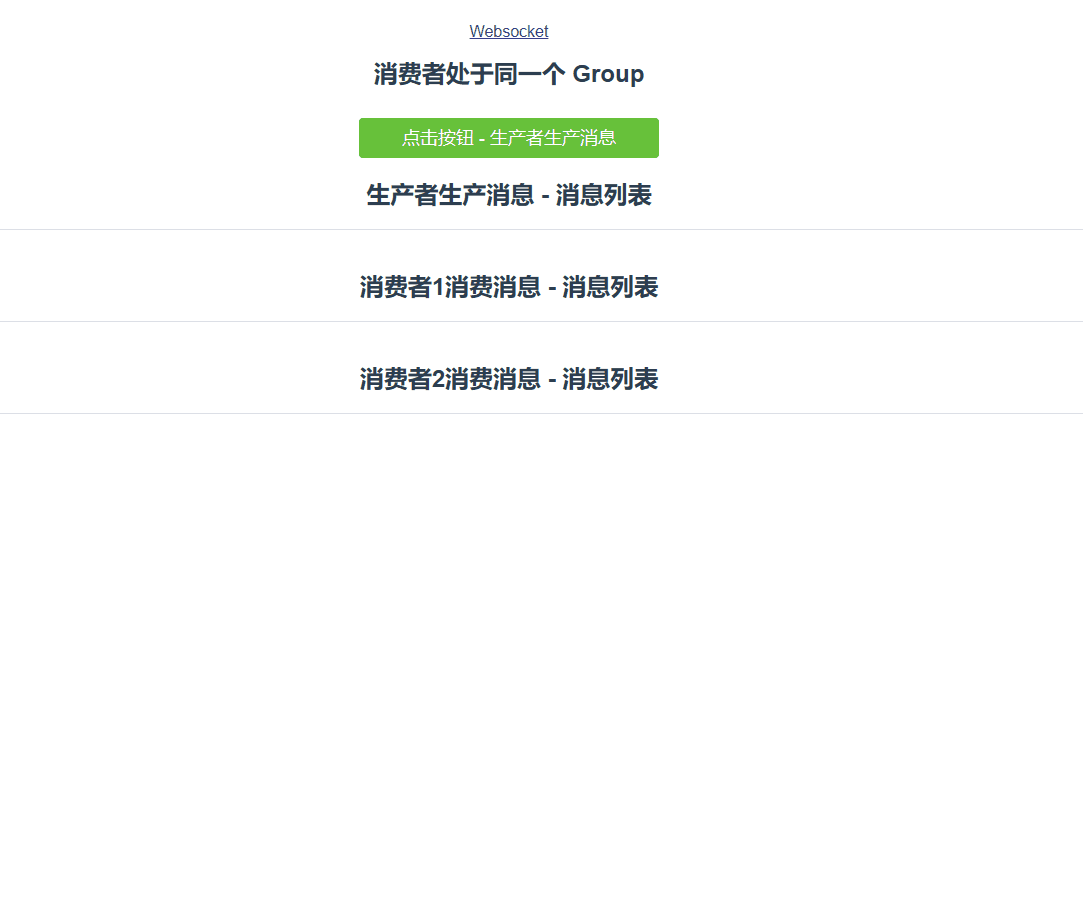 Websocket
消费者处于同一个 Group
点击按钮 - 生产者生产消息
生产者生产消息 - 消息列表
消费者1消费消息 - 消息列表
消费者2消费消息 - 消息列表